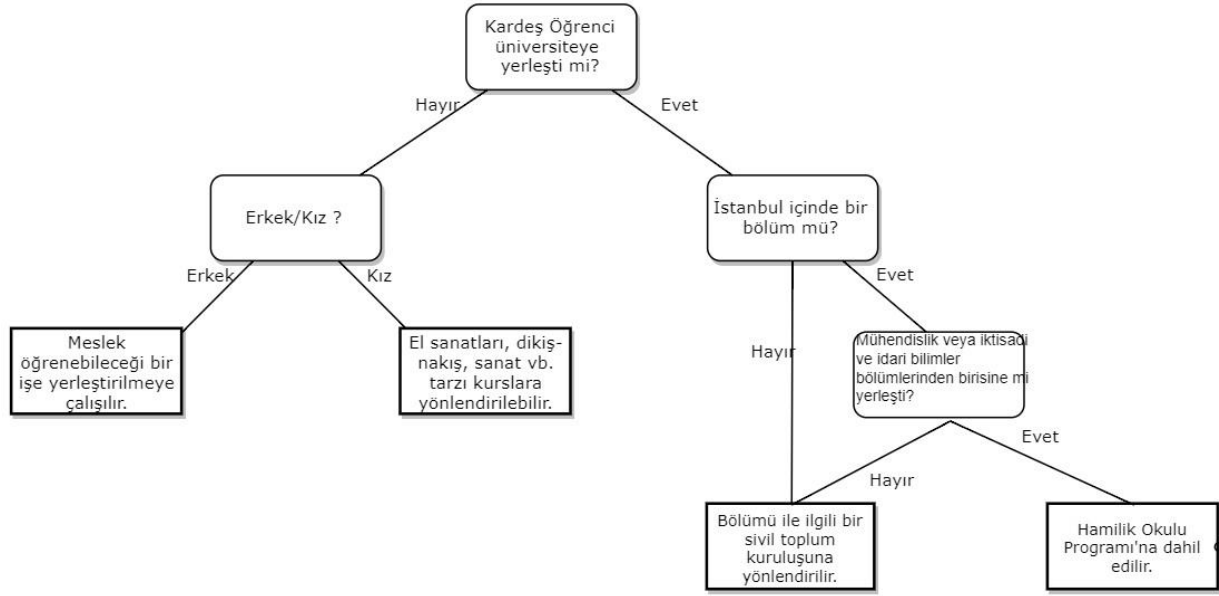 Kardeş Öğrenci
üniversiteye
yerleşti mi?
Hayır
Evet
Erkek/Kız ?
İstanbul içinde bir
bölüm mü?
Erkek
Kız
Evet
Hayır
Meslek
öğrenebileceği bir
işe yerleştirilmeye
çalışılır.
El sanatları, dikiş-
nakış, sanat vb.
tarzı kurslara
yönlendirilebilir.
Mühendislik veya iktisadi
ve idari bilimler
bölümlerinden birisine mi
yerleşti?
Hayır
Evet
Bölümü ile ilgili bir
sivil toplum
kuruluşuna
yönlendirilir.
Hamilik Okulu
Programı'na dahil
edilir.